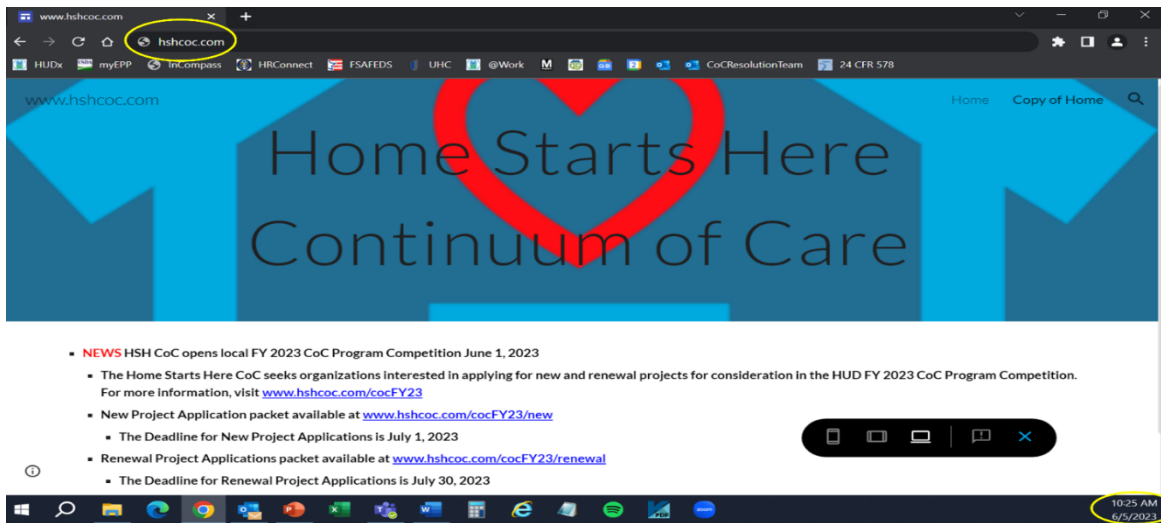 www.hshcoc.com
hshcoc.com
HUDx myEPP InCompass HRConnect FSAFEDS UHC @Work M CoCResolutionTeam 24 CFR 578
www.hshcoc.com Home Copy of Home
Home Starts Here
Continuum of Care
NEWS HSH CoC opens local FY 2023 CoC Program Competition June 1, 2023
The Home Starts Here CoC seeks organizations interested in applying for new and renewal projects for consideration in the HUD FY 2023 CoC Program Competition.
For more information, visit www.hshcoc.com/cocFY23
New Project Application packet available at www.hshcoc.com/cocFY23/new
The Deadline for New Project Applications is July 1, 2023
Renewal Project Applications packet available at www.hshcoc.com/cocFY23/renewal
The Deadline for Renewal Project Applications is July 30, 2023
10:25 AM
6/5/2023